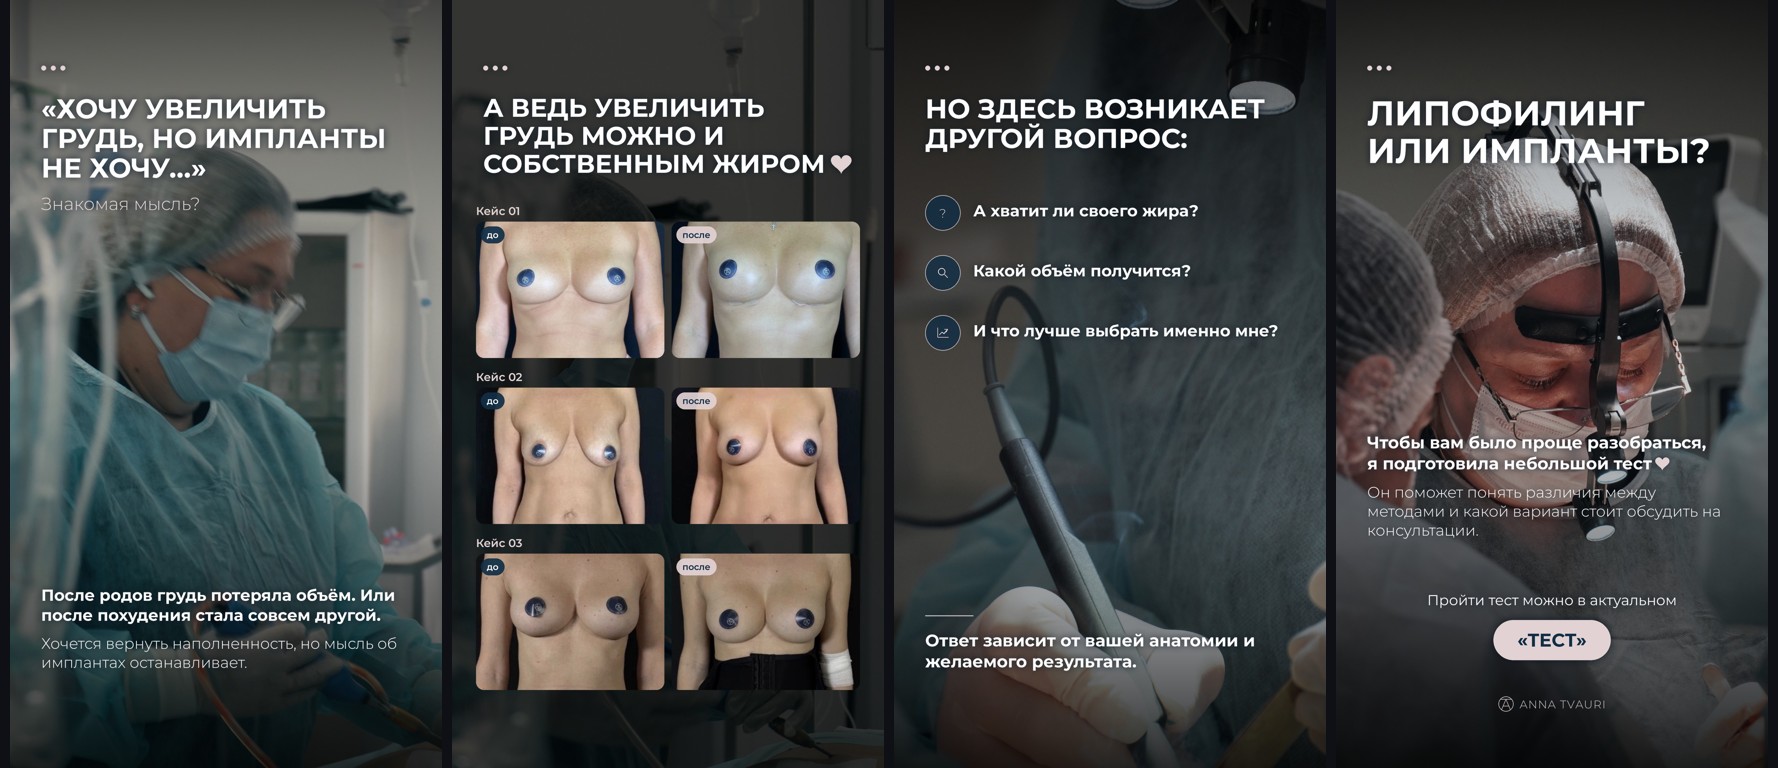 «ХОЧУ УВЕЛИЧИТЬ
ГРУДЬ, НО ИМПЛАНТЫ
НЕ ХОЧУ...»
Знакомая мысль?
После родов грудь потеряла объём. Или
после похудения стала совсем другой.
Хочется вернуть наполненность, но мысль об
имплантах останавливает.
А ВЕДЬ УВЕЛИЧИТЬ
ГРУДЬ МОЖНО И
СОБСТВЕННЫМ ЖИРОМ
Кейс 01
до
после
Кейс 02
до
после
Кейс 03
до
после
НО ЗДЕСЬ ВОЗНИКАЕТ
ДРУГОЙ ВОПРОС:
?
А хватит ли своего жира?
Какой объём получится?
И что лучше выбрать именно мне?
Ответ зависит от вашей анатомии и
желаемого результата.
ЛИПОФИЛИНГ
ИЛИ ИМПЛАНТЫ?
Чтобы вам было проще разобраться,
я подготовила небольшой тест
Он поможет понять различия между
методами и какой вариант стоит обсудить на
консультации.
Пройти тест можно в актуальном
«ТЕСТ»
ANNA TVAURI